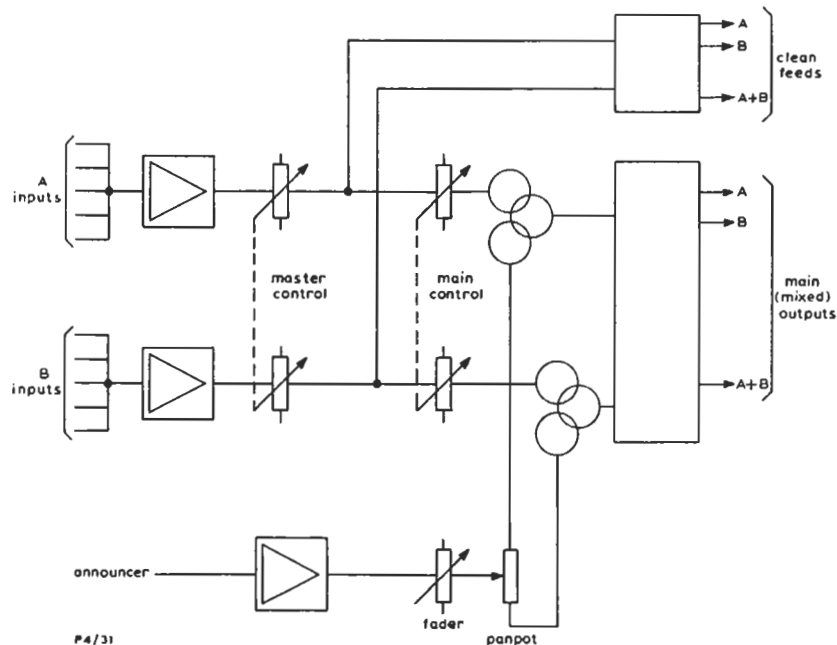 A
B
clean
feeds
A+B
A
inputs
A
B
master
control
main
control
main
(mixed)
outputs
B
inputs
A+B
announcer
fader
panpot
P4/31